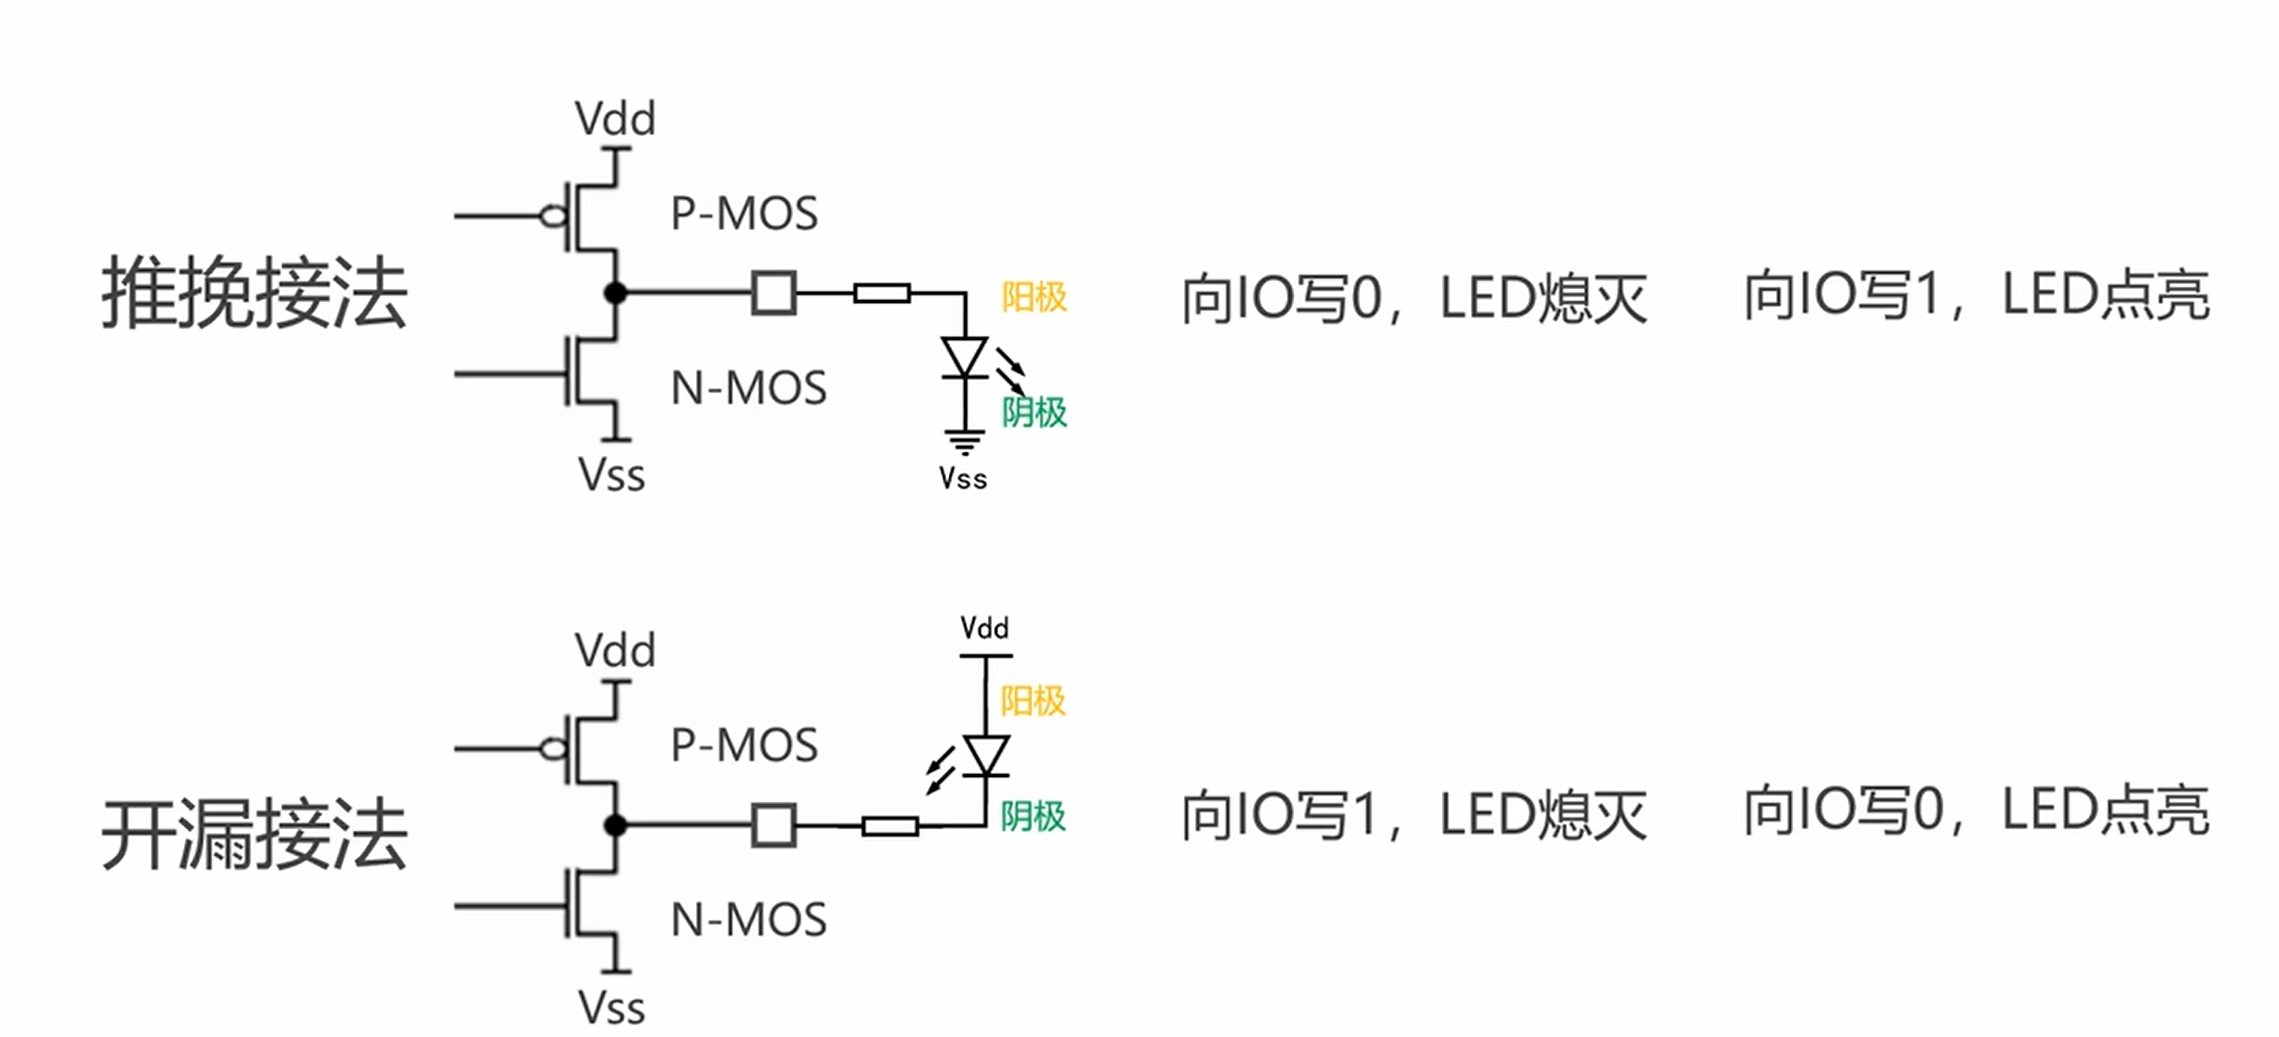 Vdd
P-MOS
推挽接法
阳极
向IO写0，LED熄灭
向IO写1，LED点亮
N-MOS
阴极
Vss
Vss
Vdd
Vdd
阳极
P-MOS
开漏接法
阴极
向IO写1，LED熄灭
向IO写0，LED点亮
N-MOS
Vss